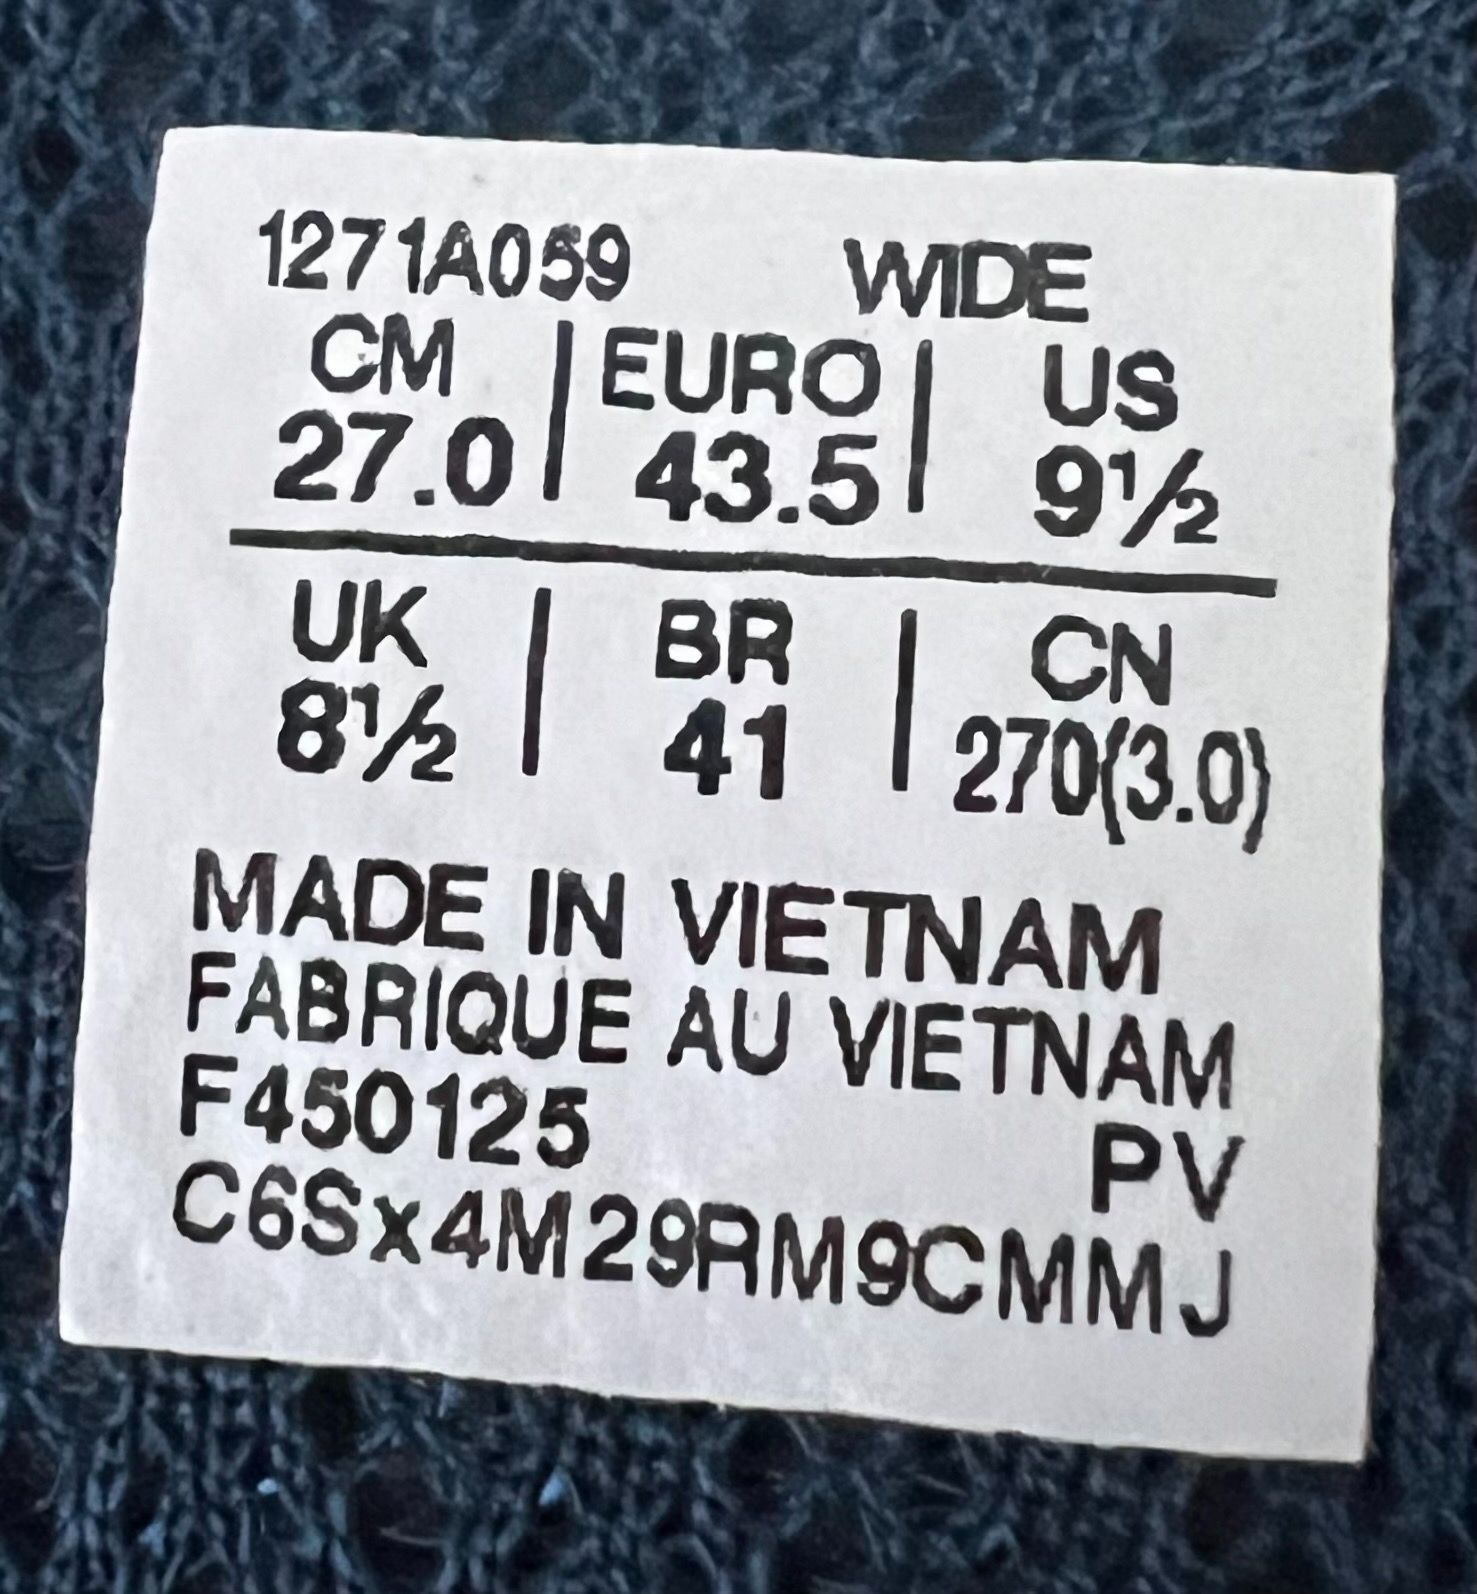 1271A059 WIDE
CM | EURO | US
27.0 | 43.5 | 9½
UK | BR | CN
8½ | 41 | 270(3.0)
MADE IN VIETNAM
FABRIQUE AU VIETNAM
F450125 PV
C6Sx4M29RM9CMMJ